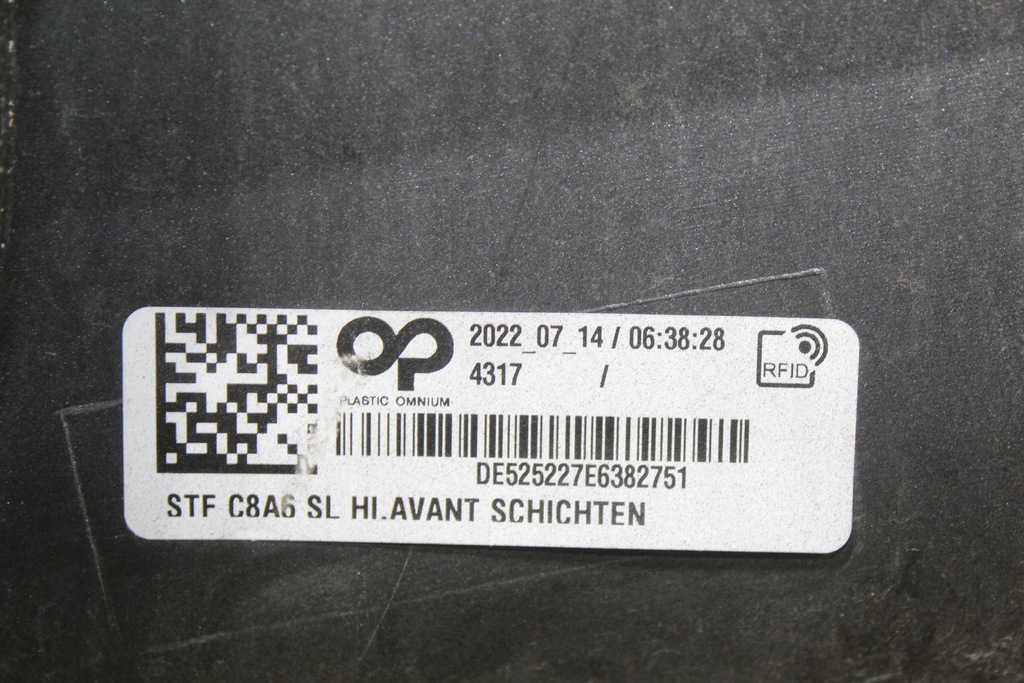 2022_07_14 / 06:38:28
4317 /
RFID
PLASTIC OMNIUM
DE525227E6382751
STF C8A6 SL HI.AVANT SCHICHTEN